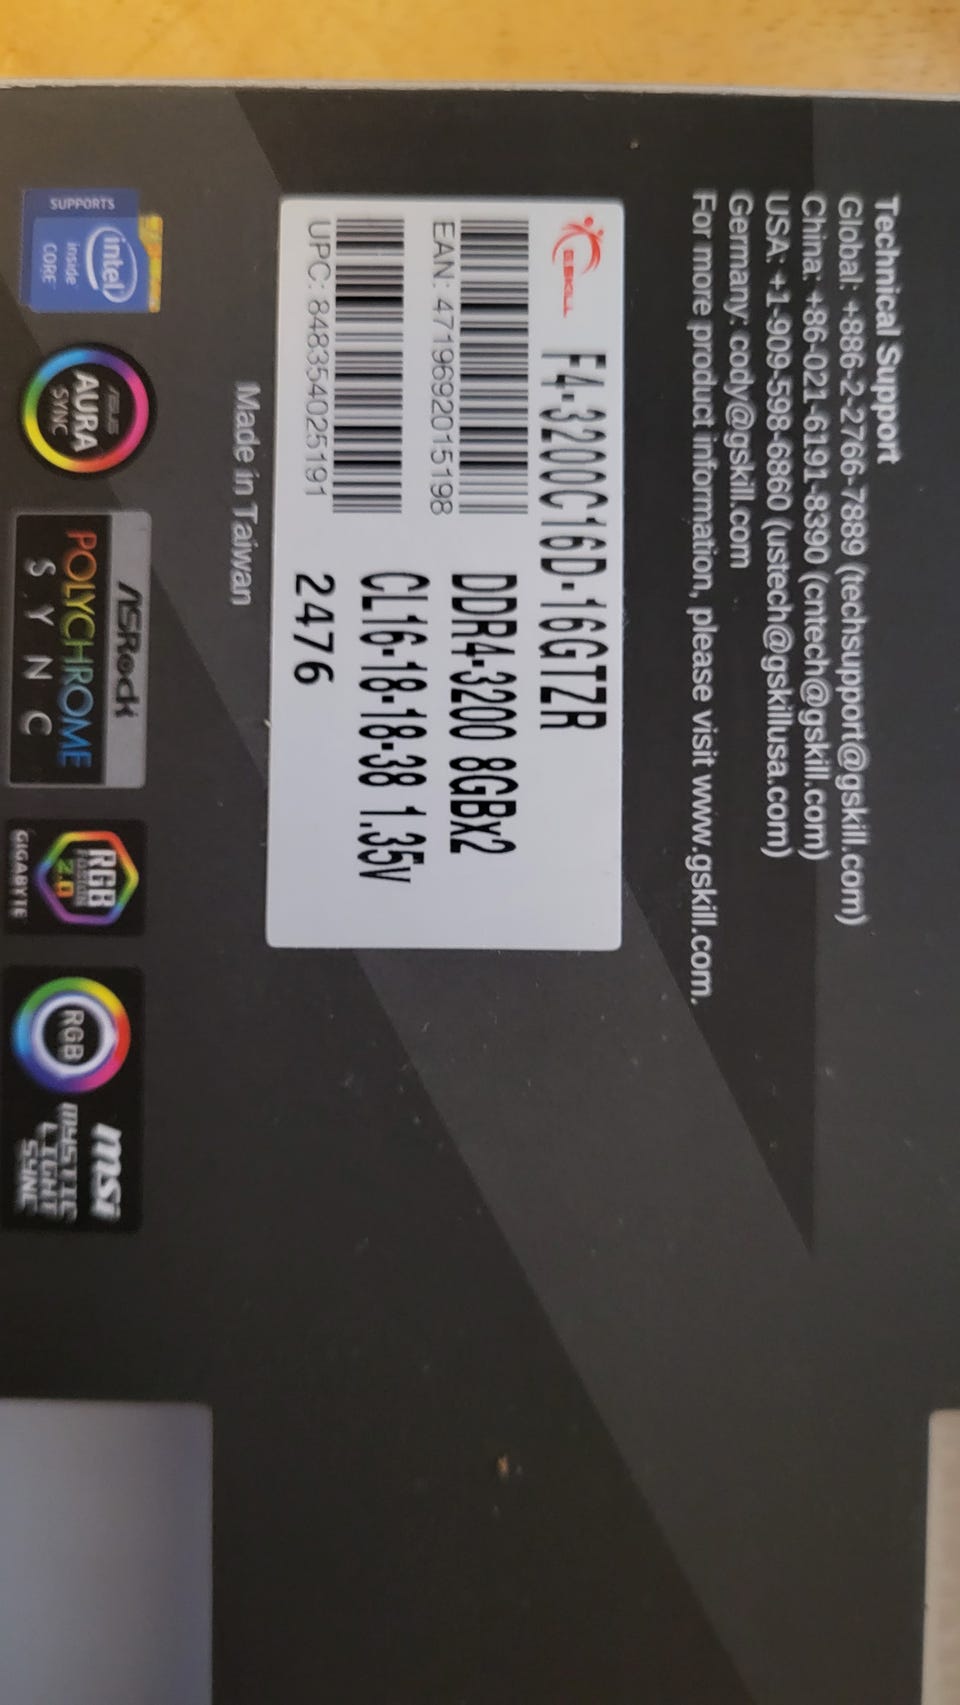 Technical Support
Global: +886-2-2766-7889 (techsupport@gskill.com)
China: +86-021-6191-8390 (cntech@gskill.com)
USA: +1-909-598-6860 (ustech@gskillusa.com)
Germany: cody@gskill.com
For more product information, please visit www.gskill.com.
G.SKILL
F4-3200C16D-16GTZR
EAN: 4719692015198
DDR4-3200 8GBx2
UPC: 848354025191
CL16-18-18-38 1.35V
2476
Made in Taiwan
SUPPORTS
intel
inside
CORE
ASUS
AURA
SYNC
ASRock
POLYCHROME
SYNC
RGB
FUSION
2.0
GIGABYTE
RGB
msi
MYSTIC
LIGHT
SYNC